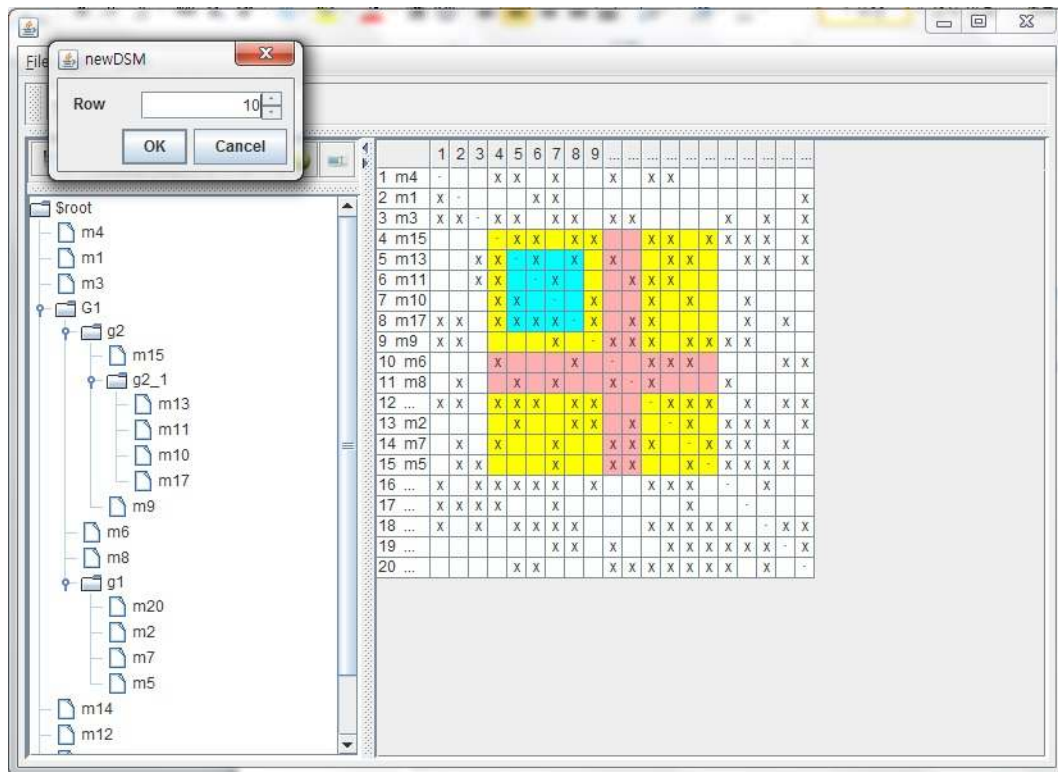 File
newDSM
Row 10
OK Cancel
$root
m4
m1
m3
G1
g2
m15
g2_1
m13
m11
m10
m17
m9
m6
m8
g1
m20
m2
m7
m5
m14
m12
1 2 3 4 5 6 7 8 9 ... ... ... ... ... ... ... ... ... ... ...
1 m4 - X X X X X X
2 m1 X - X X X
3 m3 X X - X X X X X X X X X
4 m15 - X X X X X X X X X X X
5 m13 X X - X X X X X X X X
6 m11 X X - X X X X
7 m10 X X - X X X X
8 m17 X X X X X X - X X X X X
9 m9 X X X - X X X X X X X
10 m6 X X - X X X X X
11 m8 X X X X - X X
12 ... X X X X X X X - X X X X X X
13 m2 X X X X - X X X X X
14 m7 X X X X X X - X X X X
15 m5 X X X X X X - X X X X
16 ... X X X X X X X X X X - X
17 ... X X X X X X -
18 ... X X X X X X X X X X X - X X
19 ... X X X X X X X X X - X
20 ... X X X X X X X X X X -